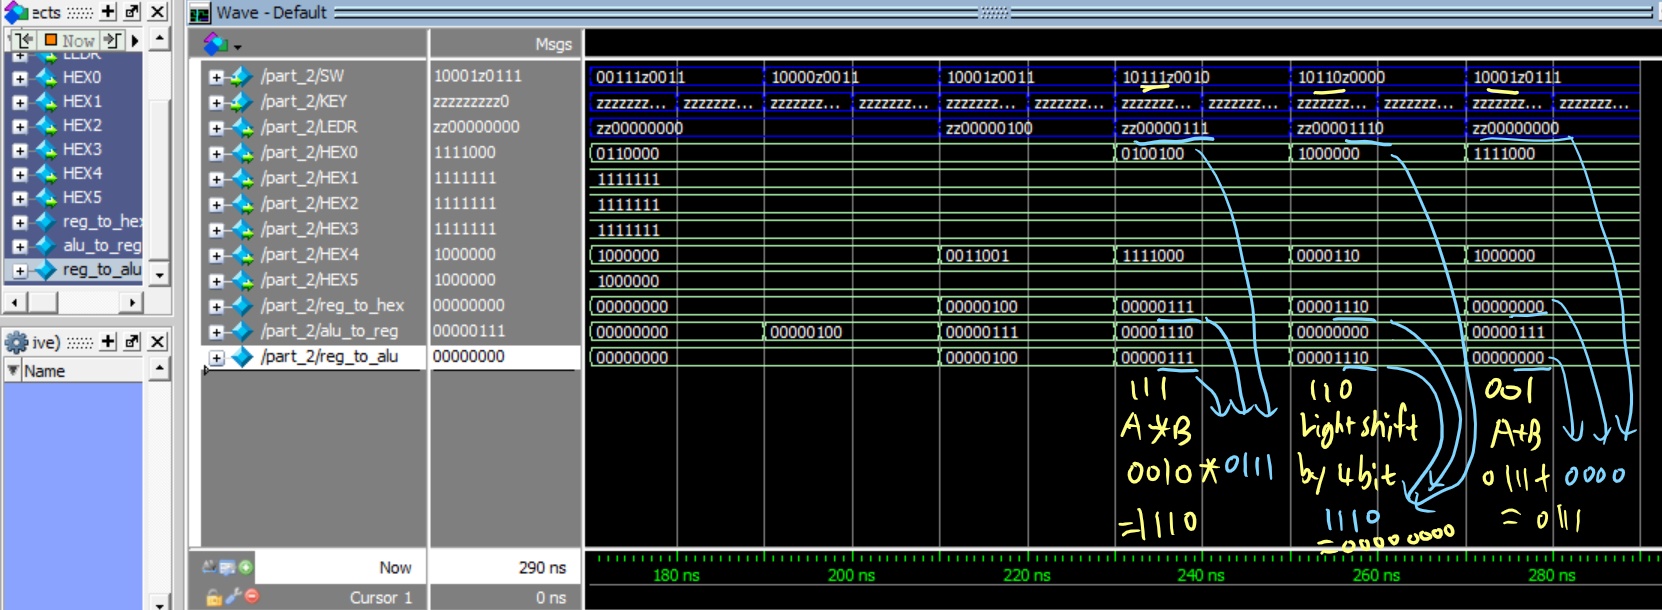 ects
Wave - Default
Now
Msgs
LEDR
HEX0
HEX1
HEX2
HEX3
HEX4
HEX5
reg_to_hex
alu_to_reg
reg_to_alu
ive)
Name
/part_2/SW 10001z0111 00111z0011 10000z0011 10001z0011 10111z0010 10110z0000 10001z0111
/part_2/KEY zzzzzzzzz0 zzzzzzz... zzzzzzz... zzzzzzz... zzzzzzz... zzzzzzz... zzzzzzz... zzzzzzz... zzzzzzz... zzzzzzz... zzzzzzz... zzzzzzz... zzzzzzz...
/part_2/LEDR zz00000000 zz00000000 zz00000100 zz00000111 zz00001110 zz00000000
/part_2/HEX0 1111000 0110000 0100100 1000000 1111000
/part_2/HEX1 1111111 1111111
/part_2/HEX2 1111111 1111111
/part_2/HEX3 1111111 1111111
/part_2/HEX4 1000000 1000000 0011001 1111000 0000110 1000000
/part_2/HEX5 1000000 1000000
/part_2/reg_to_hex 00000000 00000000 00000100 00000111 00001110 00000000
/part_2/alu_to_reg 00000111 00000000 00000100 00000111 00001110 00000000 00000111
/part_2/reg_to_alu 00000000 00000000 00000100 00000111 00001110 00000000
111
A*B
0010*0111
=1110
110
right shift
by 4bit
1110
=00000000
001
A+B
0111+ 0000
= 0111
Now 290 ns
Cursor 1 0 ns
180 ns 200 ns 220 ns 240 ns 260 ns 280 ns